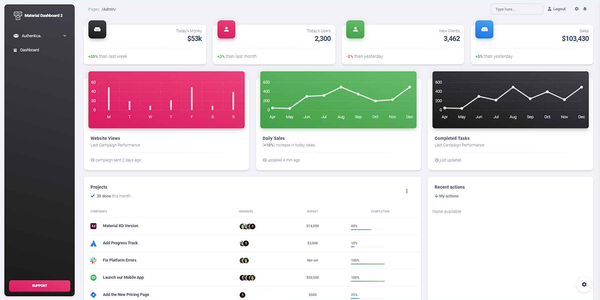 Material Dashboard 2
Pages /Admin/
Type here...
Logout
Authentica..
Dashboard
SUPPORT
Today's Money
$53k
+55% than last week
Today's Users
2,300
+3% than last month
New Clients
3,462
-2% than yesterday
Sales
$103,430
+5% than yesterday
60
40
20
0
M T W T F S S
Website Views
Last Campaign Performance
campaign sent 2 days ago
600
400
200
0
Apr May Jun Jul Aug Sep Oct Nov Dec
Daily Sales
(+15%) increase in today sales.
updated 4 min ago
600
400
200
0
Apr May Jun Jul Aug Sep Oct Nov Dec
Completed Tasks
Last Campaign Performance
just updated
Projects
30 done this month
COMPANIES MEMBERS BUDGET COMPLETION
Material XD Version $14,000 60%
Add Progress Track $3,000 10%
Fix Platform Errors Not set 100%
Launch our Mobile App $20,500 100%
Add the New Pricing Page $500 25%
Recent actions
My actions
None available